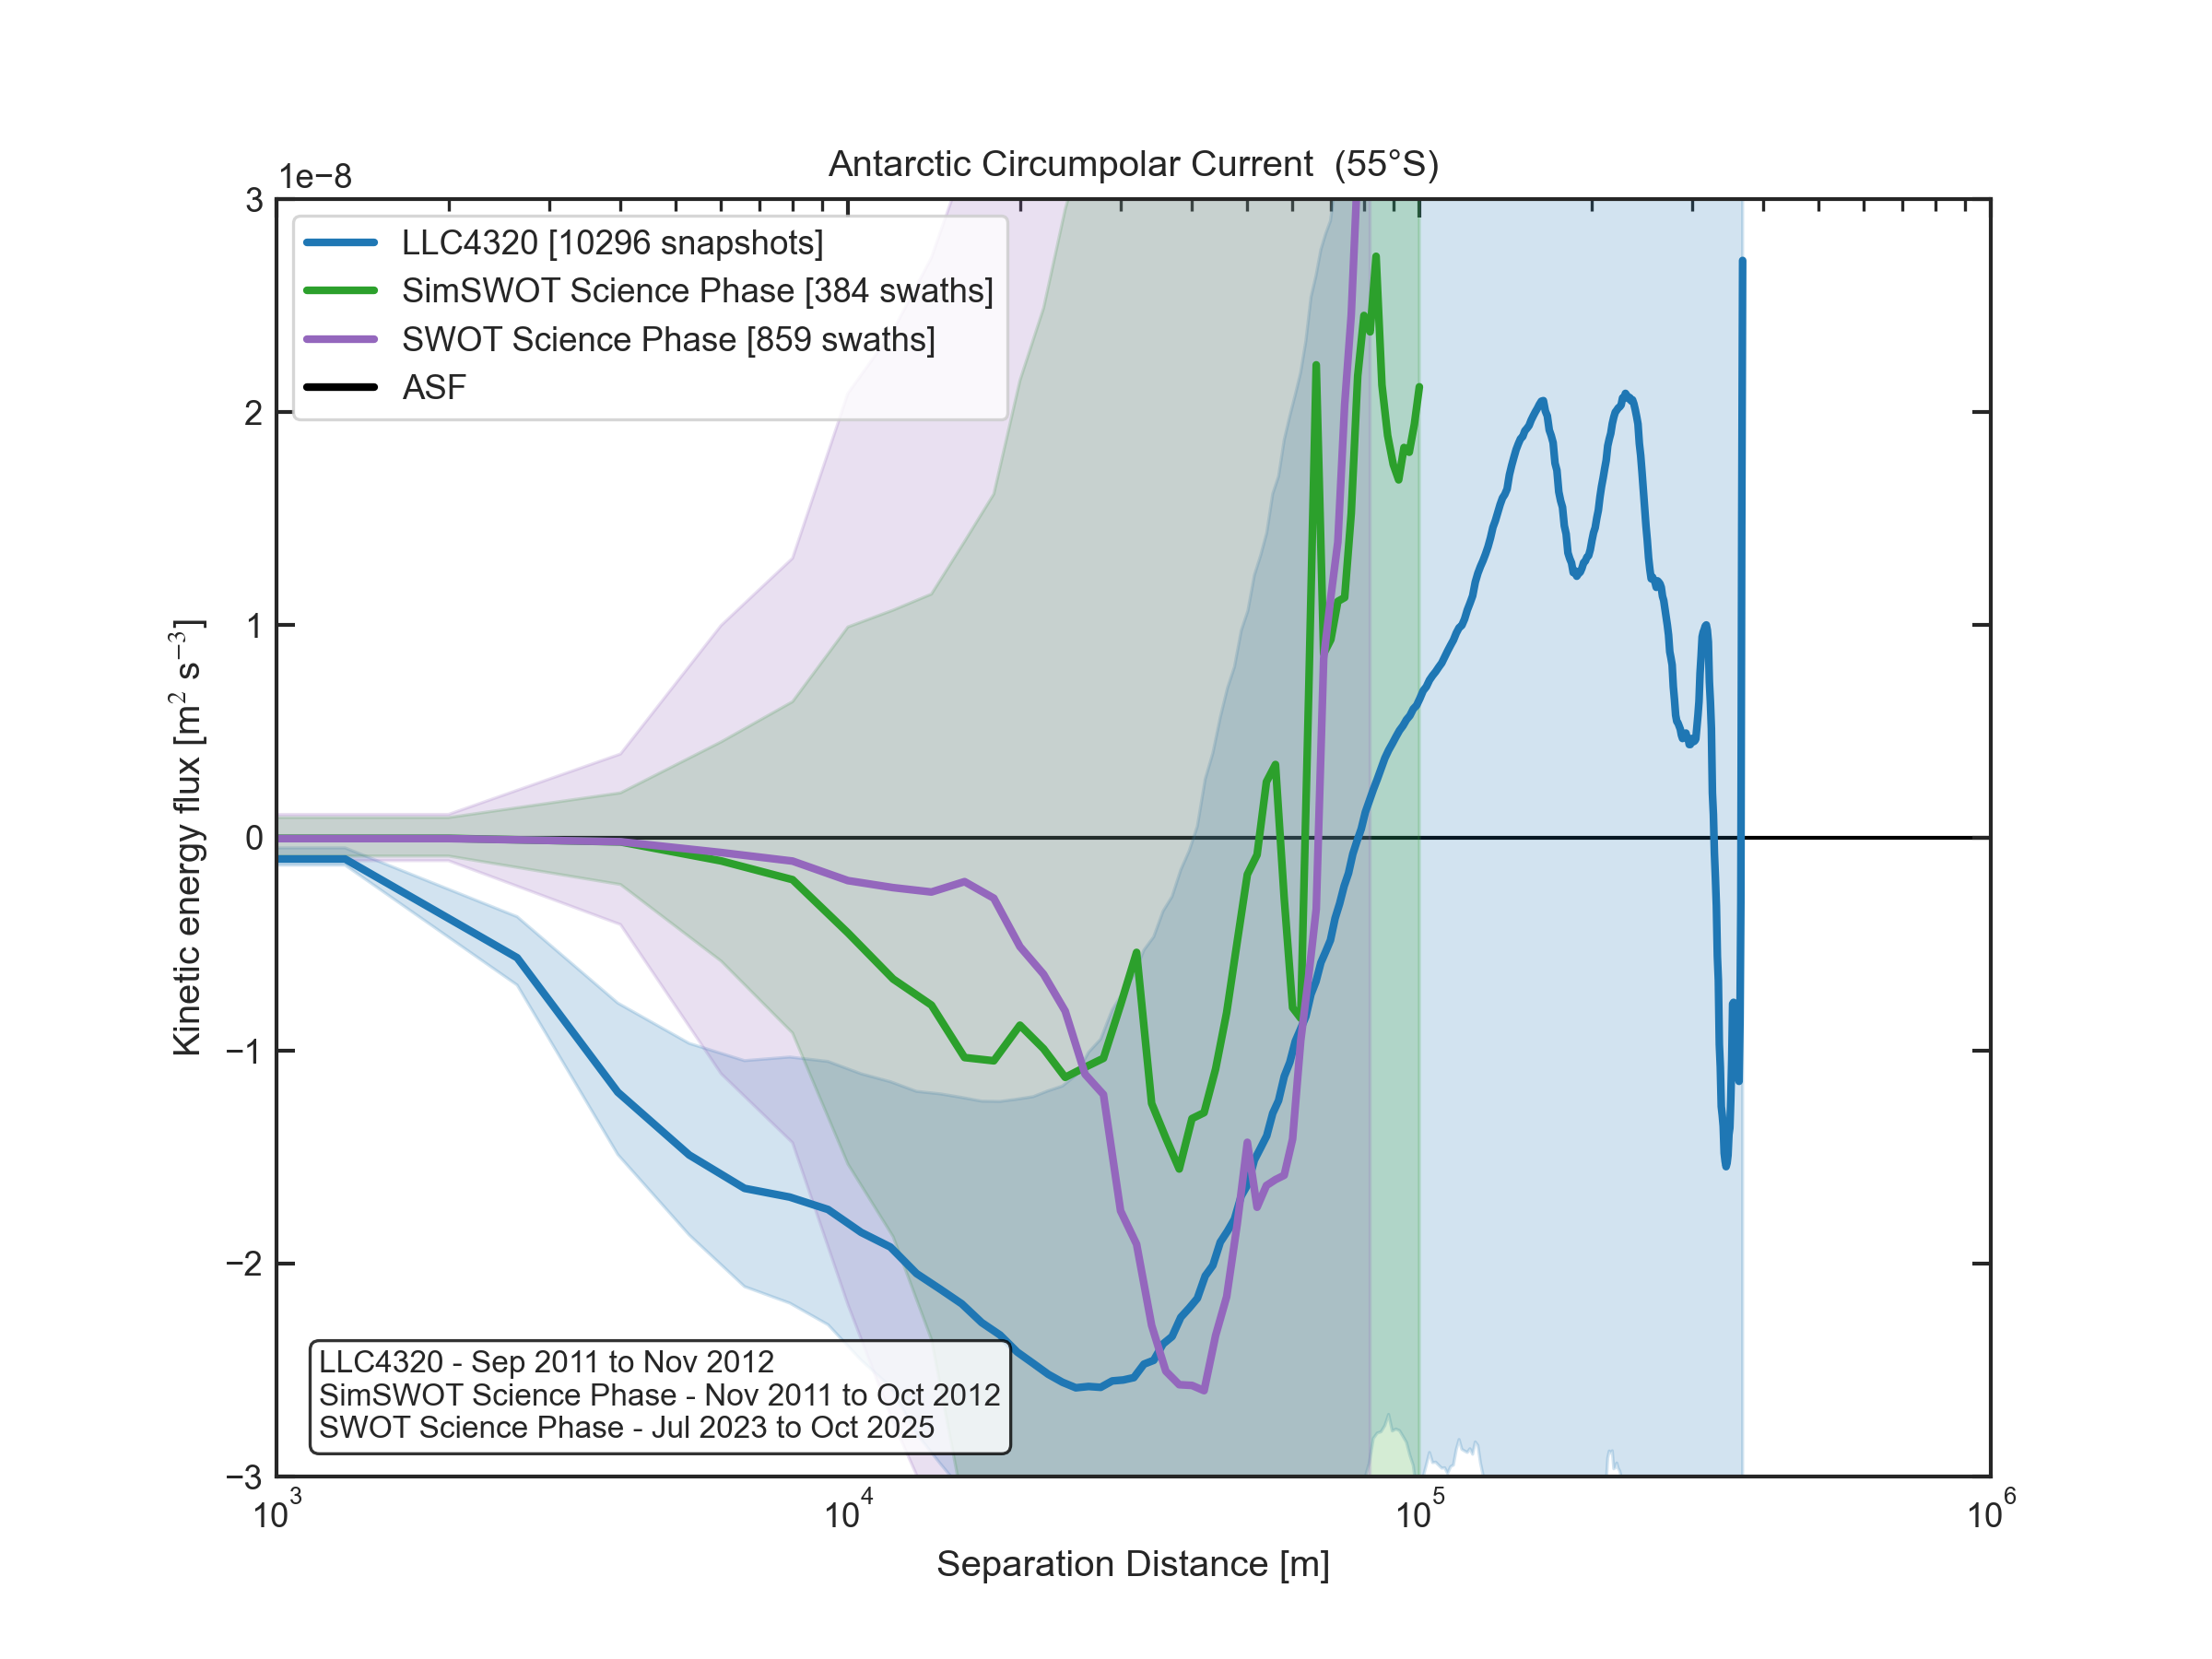 Antarctic Circumpolar Current (55°S)
1e−8
LLC4320 [10296 snapshots]
SimSWOT Science Phase [384 swaths]
SWOT Science Phase [859 swaths]
ASF
3
2
1
0
−1
−2
−3
Kinetic energy flux [m² s⁻³]
LLC4320 - Sep 2011 to Nov 2012
SimSWOT Science Phase - Nov 2011 to Oct 2012
SWOT Science Phase - Jul 2023 to Oct 2025
10³ 10⁴ 10⁵ 10⁶
Separation Distance [m]